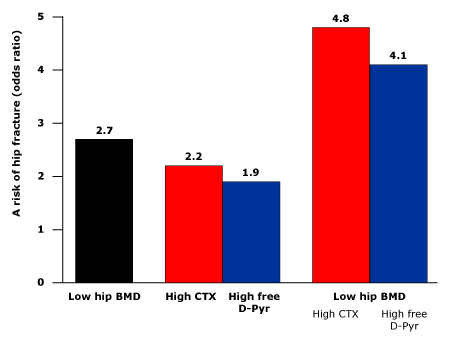 A risk of hip fracture (odds ratio)
5
4
3
2
1
0
2.7
2.2
1.9
4.8
4.1
Low hip BMD
High CTX
High free
D-Pyr
Low hip BMD
High CTX
High free
D-Pyr